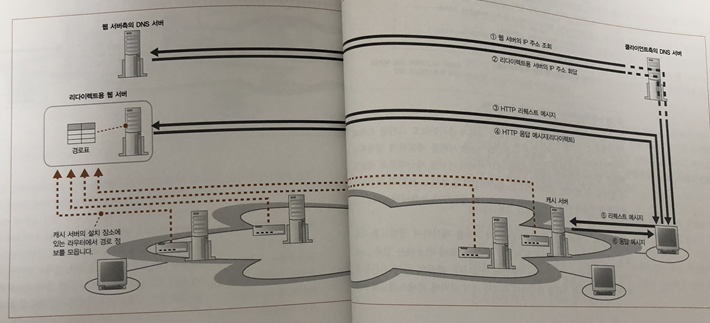 웹 서버측의 DNS 서버
① 웹 서버의 IP 주소 조회
② 리다이렉트용 서버의 IP 주소 회답
클라이언트측의 DNS 서버
리다이렉트용 웹 서버
경로표
③ HTTP 리퀘스트 메시지
④ HTTP 응답 메시지(리다이렉트)
캐시 서버의 설치 장소에
있는 라우터에서 경로 정
보를 모읍니다.
캐시 서버
⑤ 리퀘스트 메시지
⑥ 응답 메시지